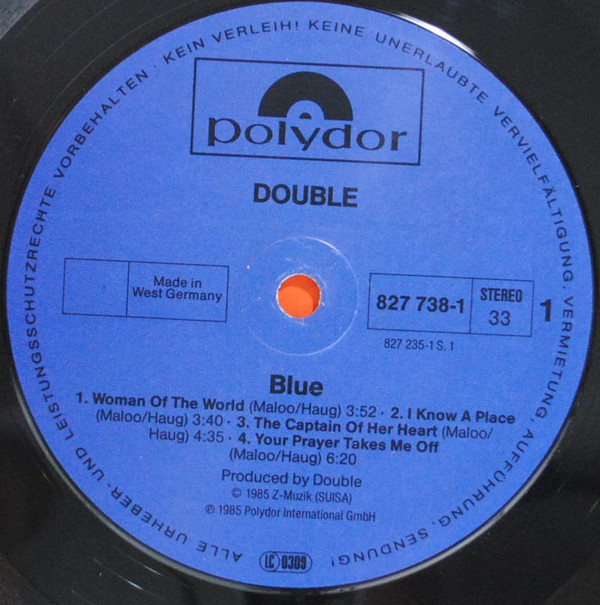 ALLE URHEBER- UND LEISTUNGSSCHUTZRECHTE VORBEHALTEN · KEIN VERLEIH! KEINE UNERLAUBTE VERVIELFÄLTIGUNG, VERMIETUNG, AUFFÜHRUNG, SENDUNG!
polydor
DOUBLE
Made in
West Germany
827 738-1
STEREO
33
1
827 235-1 S. 1
Blue
1. Woman Of The World (Maloo/Haug) 3:52 · 2. I Know A Place
(Maloo/Haug) 3:40 · 3. The Captain Of Her Heart (Maloo/
Haug) 4:35 · 4. Your Prayer Takes Me Off
(Maloo/Haug) 6:20
Produced by Double
© 1985 Z-Muzik (SUISA)
℗ 1985 Polydor International GmbH
LC 0309